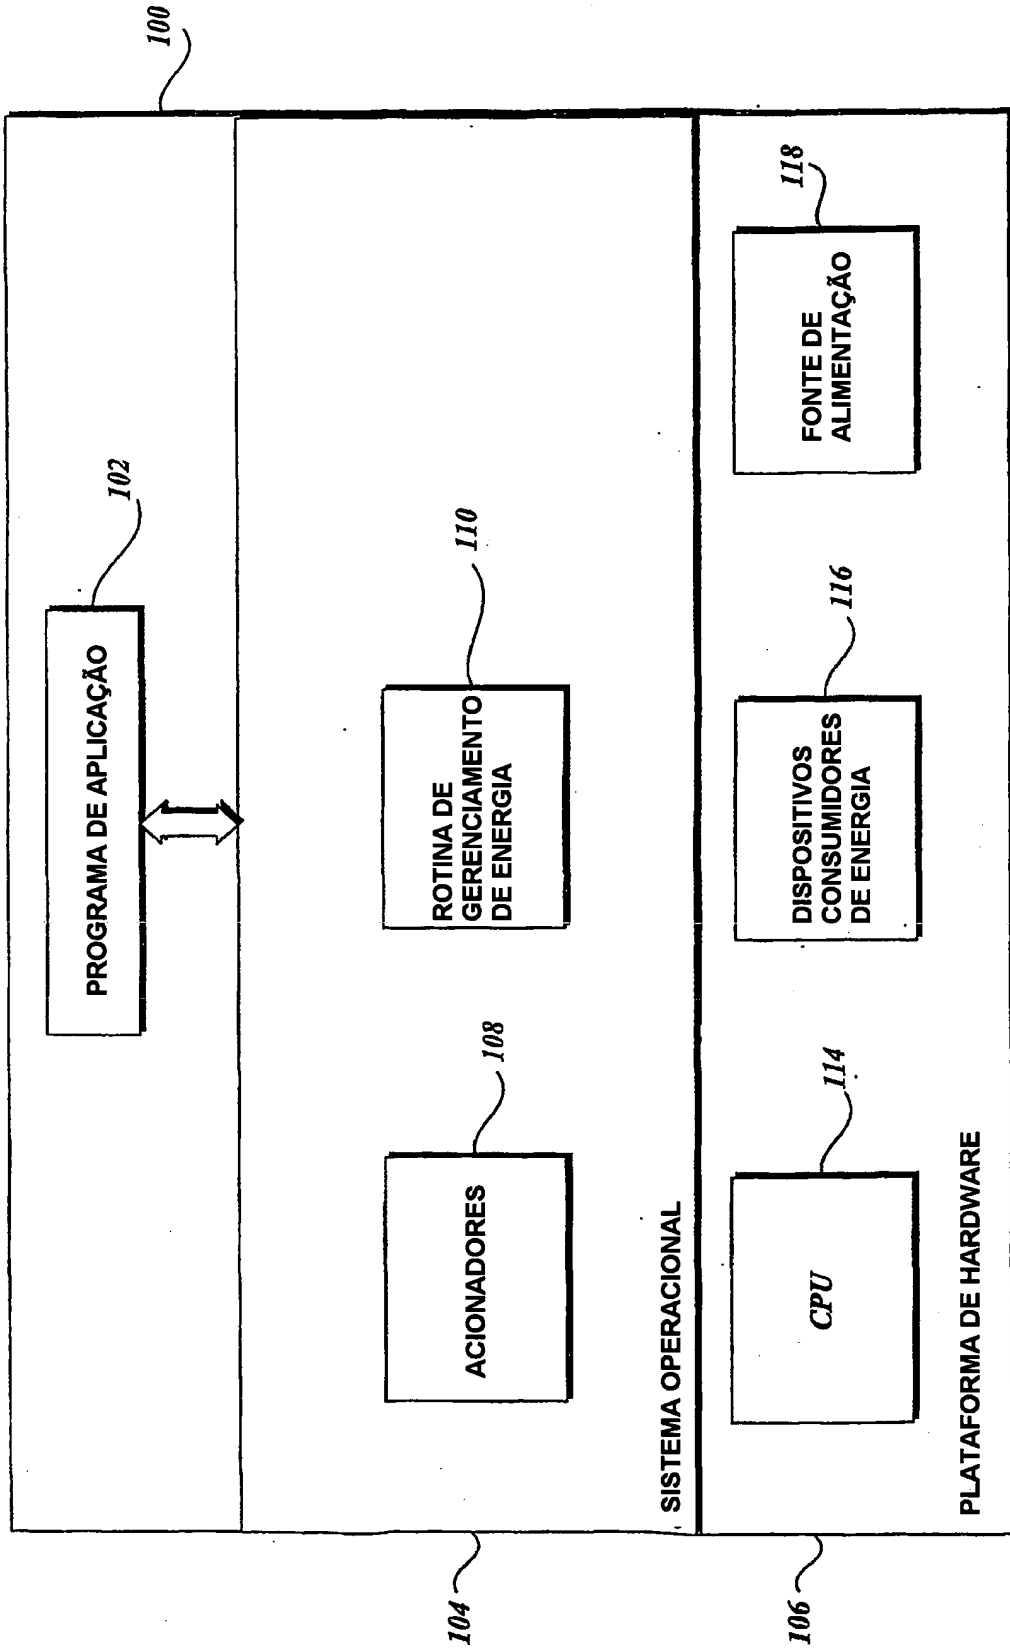 100
102
PROGRAMA DE APLICAÇÃO
104
108
110
ACIONADORES
ROTINA DE
GERENCIAMENTO
DE ENERGIA
SISTEMA OPERACIONAL
106
114
116
118
CPU
DISPOSITIVOS
CONSUMIDORES
DE ENERGIA
FONTE DE
ALIMENTAÇÃO
PLATAFORMA DE HARDWARE